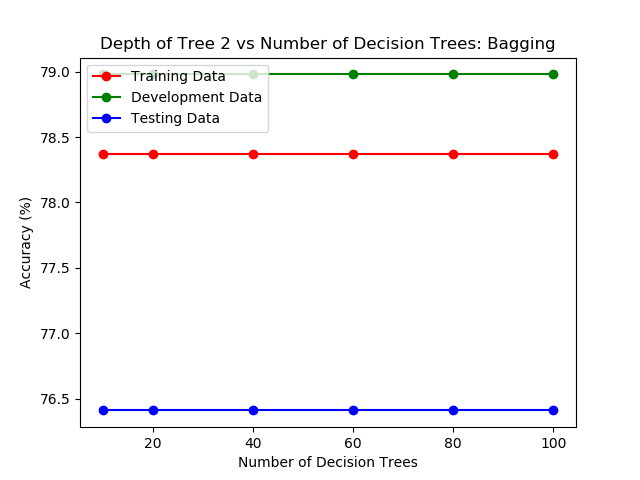 Depth of Tree 2 vs Number of Decision Trees: Bagging
79.0
78.5
78.0
77.5
77.0
76.5
Accuracy (%)
Training Data
Development Data
Testing Data
20 40 60 80 100
Number of Decision Trees